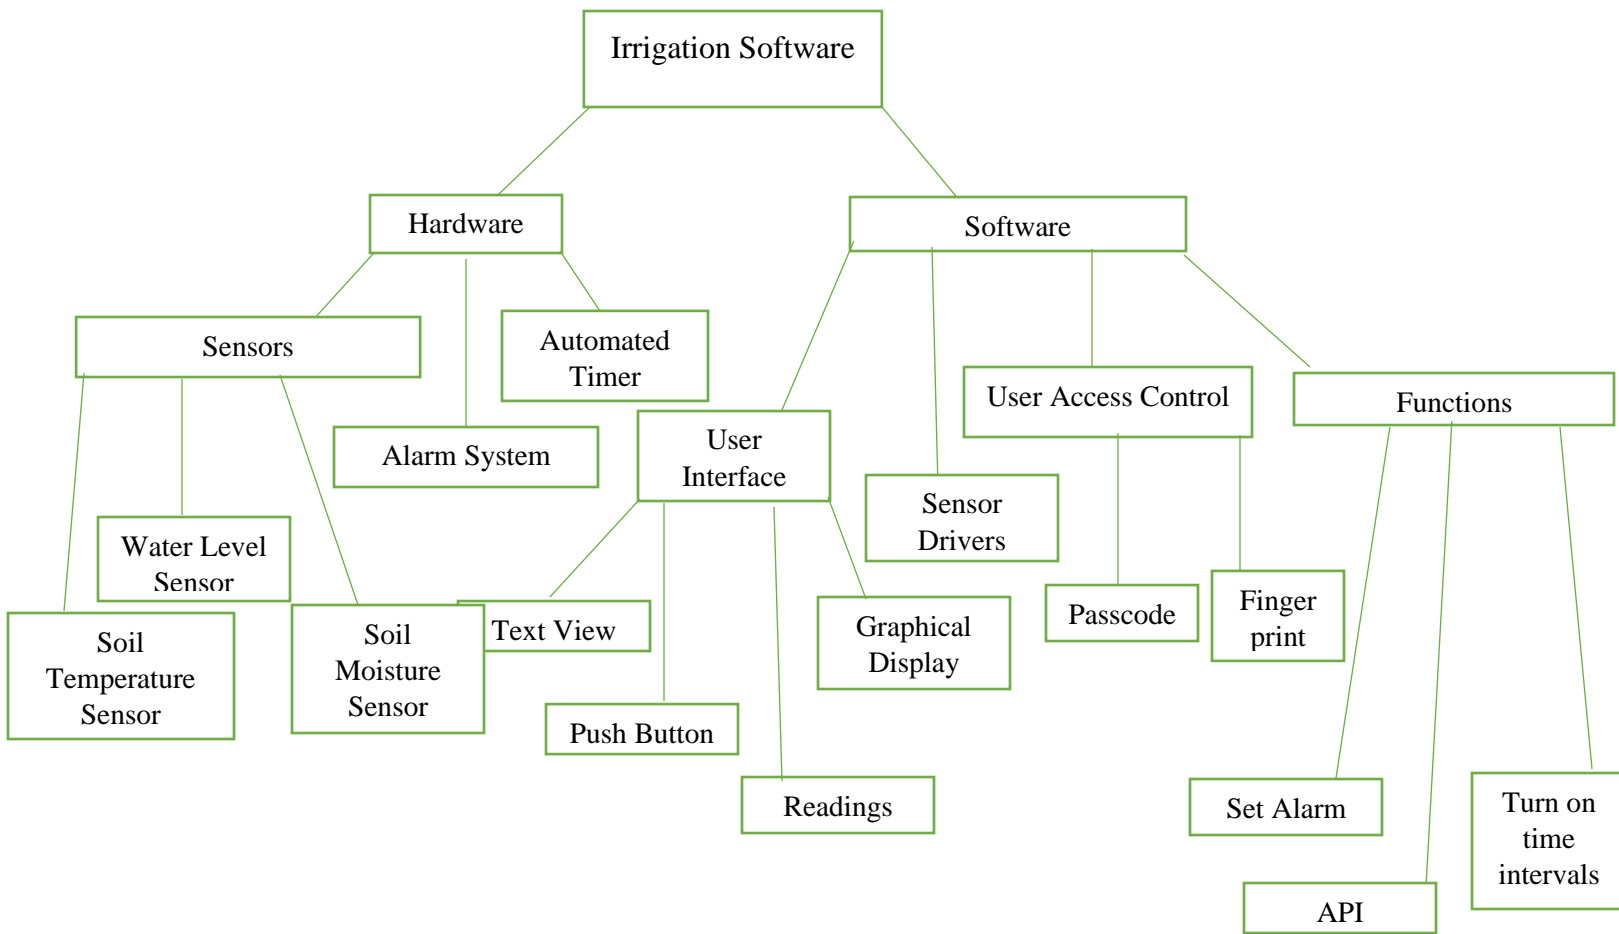 Irrigation Software
Hardware
Software
Sensors
Automated
Timer
User Access Control
Functions
Alarm System
User
Interface
Sensor
Drivers
Water Level
Sensor
Passcode
Finger
print
Soil
Temperature
Sensor
Soil
Moisture
Sensor
Text View
Graphical
Display
Push Button
Readings
Set Alarm
Turn on
time
intervals
API